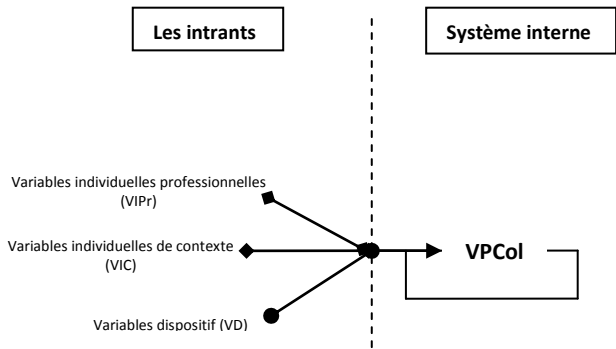 Les intrants
Système interne
Variables individuelles professionnelles
(VIPr)
Variables individuelles de contexte
(VIC)
VPCol
Variables dispositif (VD)